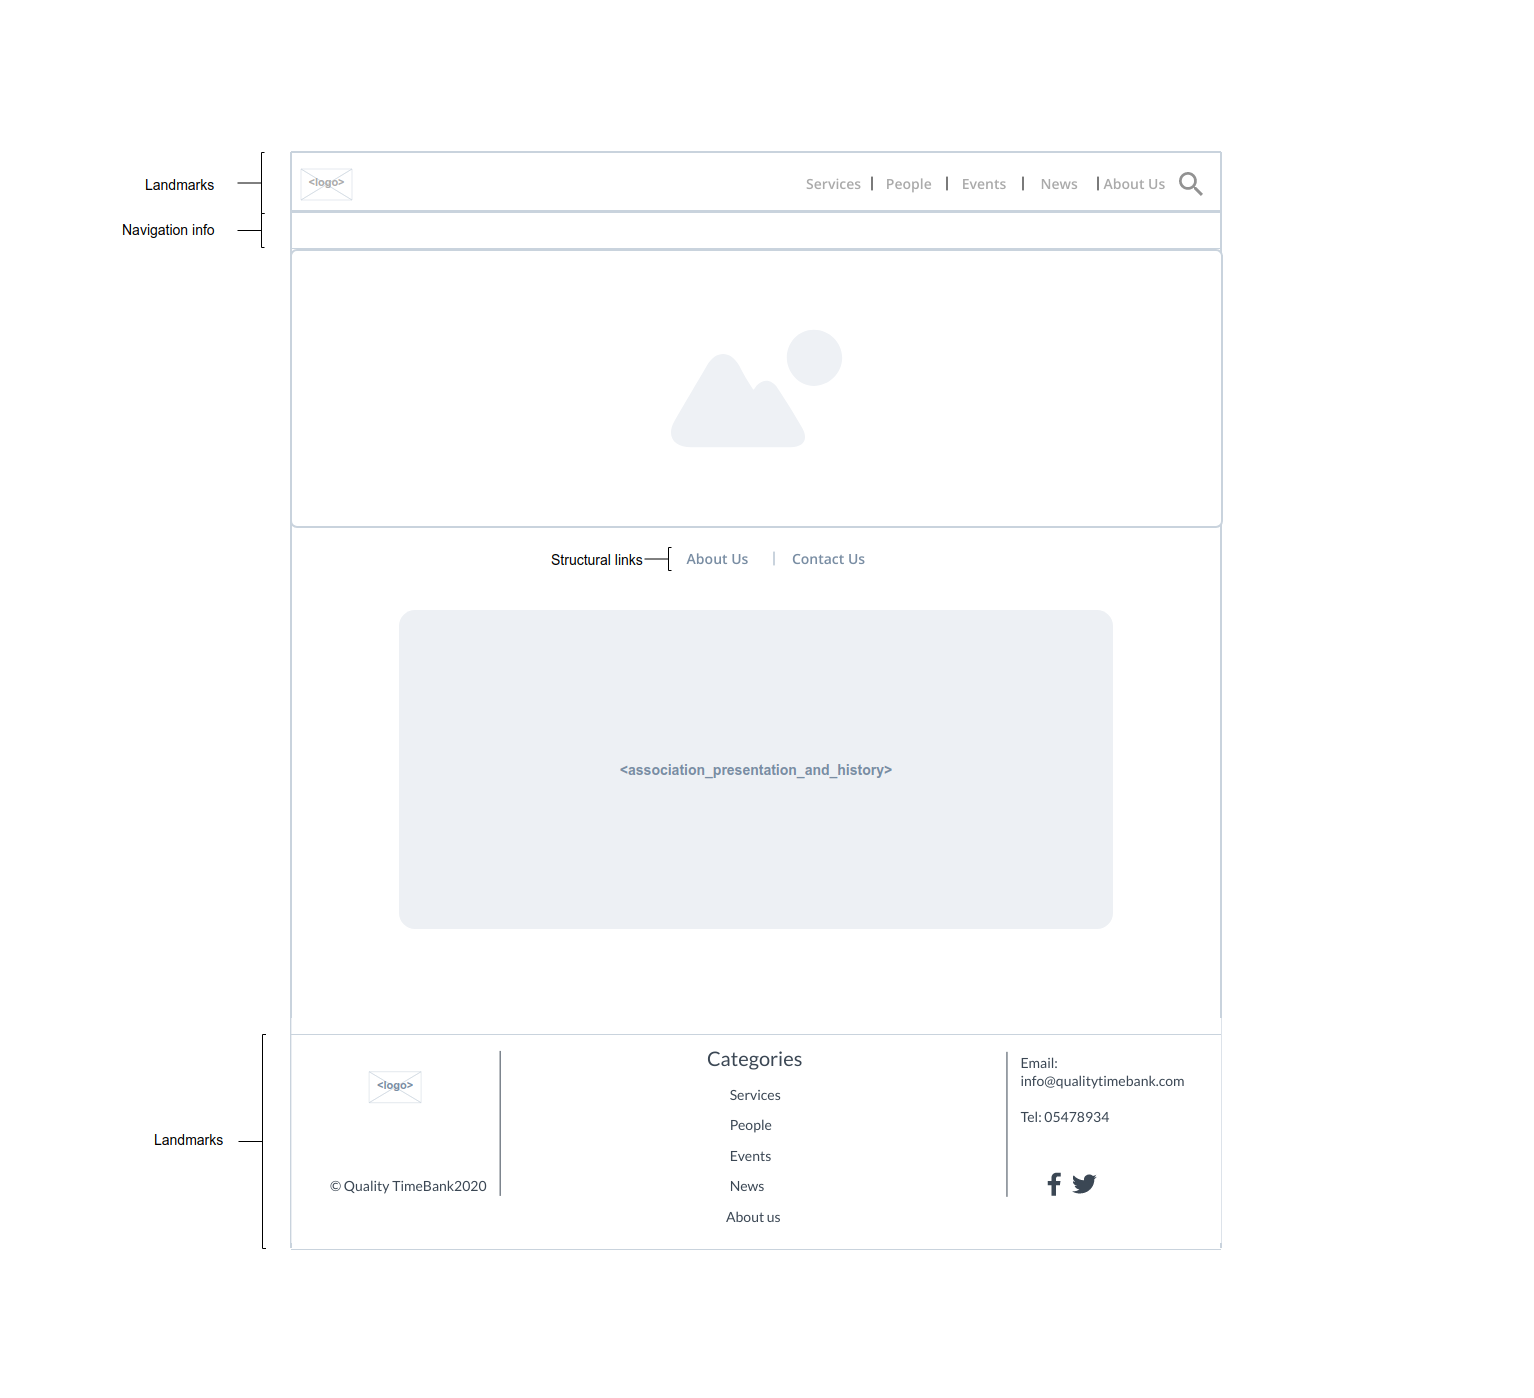 Landmarks
<logo>
Services | People | Events | News | About Us
Navigation info
Structural links
About Us | Contact Us
<association_presentation_and_history>
Landmarks
<logo>
© Quality TimeBank2020
Categories
Services
People
Events
News
About us
Email:
info@qualitytimebank.com
Tel: 05478934